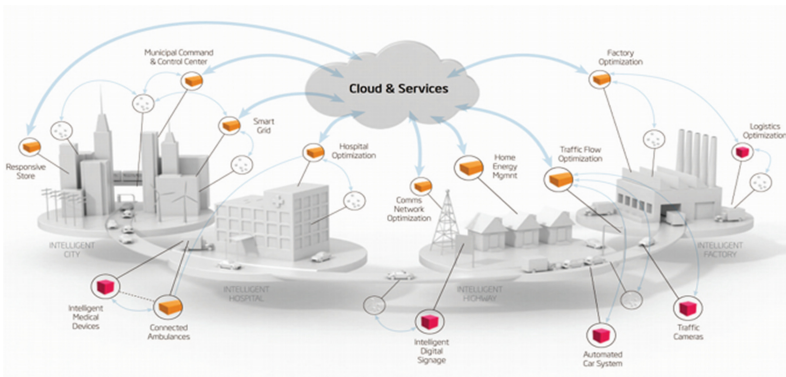 Municipal Command
& Control Center
Cloud & Services
Factory
Optimization
Smart
Grid
Logistics
Optimization
Hospital
Optimization
Responsive
Store
Home
Energy
Mgmnt
Traffic Flow
Optimization
Comms
Network
Optimization
INTELLIGENT
CITY
INTELLIGENT
HOSPITAL
INTELLIGENT
HIGHWAY
INTELLIGENT
FACTORY
Intelligent
Medical
Devices
Connected
Ambulances
Intelligent
Digital
Signage
Automated
Car System
Traffic
Cameras